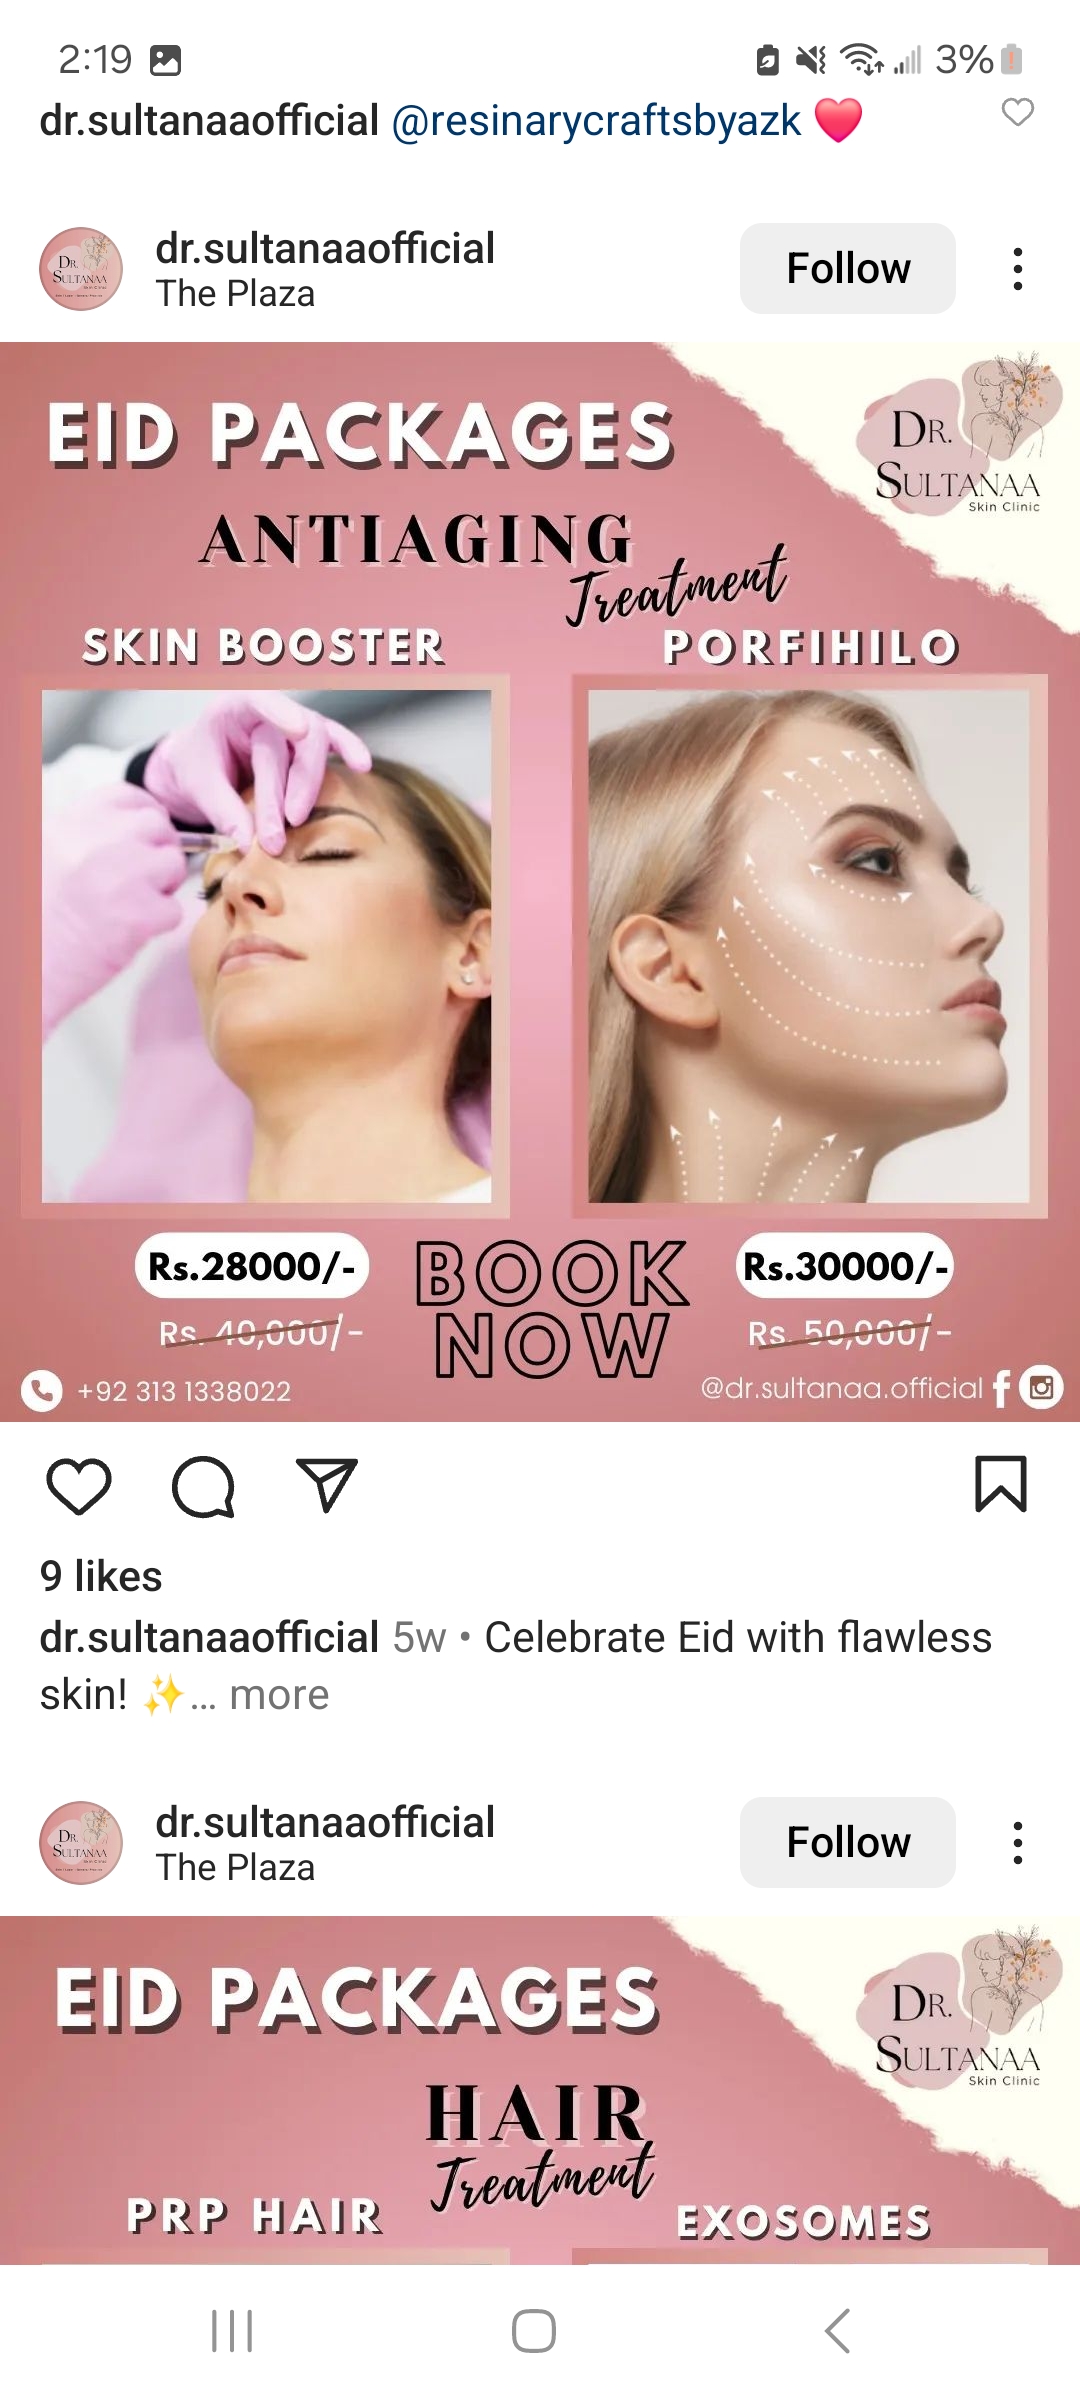 2:19 3%
dr.sultanaaofficial @resinarycraftsbyazk ❤️
dr.sultanaaofficial
The Plaza
Follow
EID PACKAGES
DR.
SULTANAA
Skin Clinic
ANTIAGING
Treatment
SKIN BOOSTER
PORFIHILO
Rs.28000/-
Rs. 40,000/-
BOOK
NOW
Rs.30000/-
Rs. 50,000/-
+92 313 1338022
@dr.sultanaa.official
9 likes
dr.sultanaaofficial 5w • Celebrate Eid with flawless
skin! ✨... more
dr.sultanaaofficial
The Plaza
Follow
EID PACKAGES
DR.
SULTANAA
Skin Clinic
HAIR
Treatment
PRP HAIR
EXOSOMES